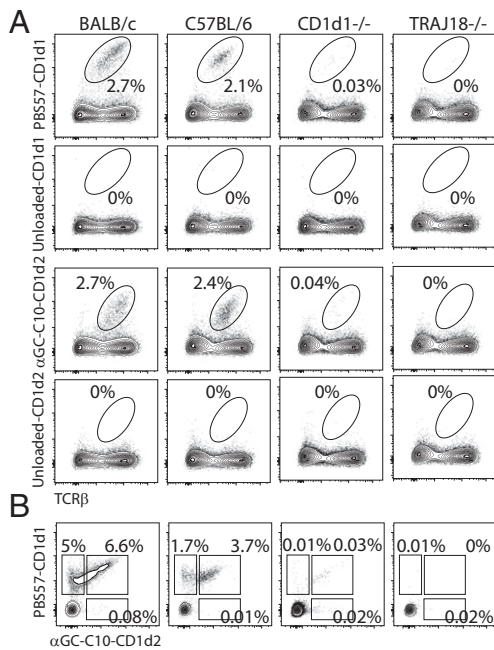 A
BALB/c C57BL/6 CD1d1-/- TRAJ18-/-
PBS57-CD1d1
2.7% 2.1% 0.03% 0%
Unloaded-CD1d1
0% 0% 0% 0%
αGC-C10-CD1d2
2.7% 2.4% 0.04% 0%
Unloaded-CD1d2
0% 0% 0% 0%
TCRβ
B
PBS57-CD1d1
5% 6.6% 1.7% 3.7% 0.01% 0.03% 0.01% 0%
0.08% 0.01% 0.02% 0.02%
αGC-C10-CD1d2